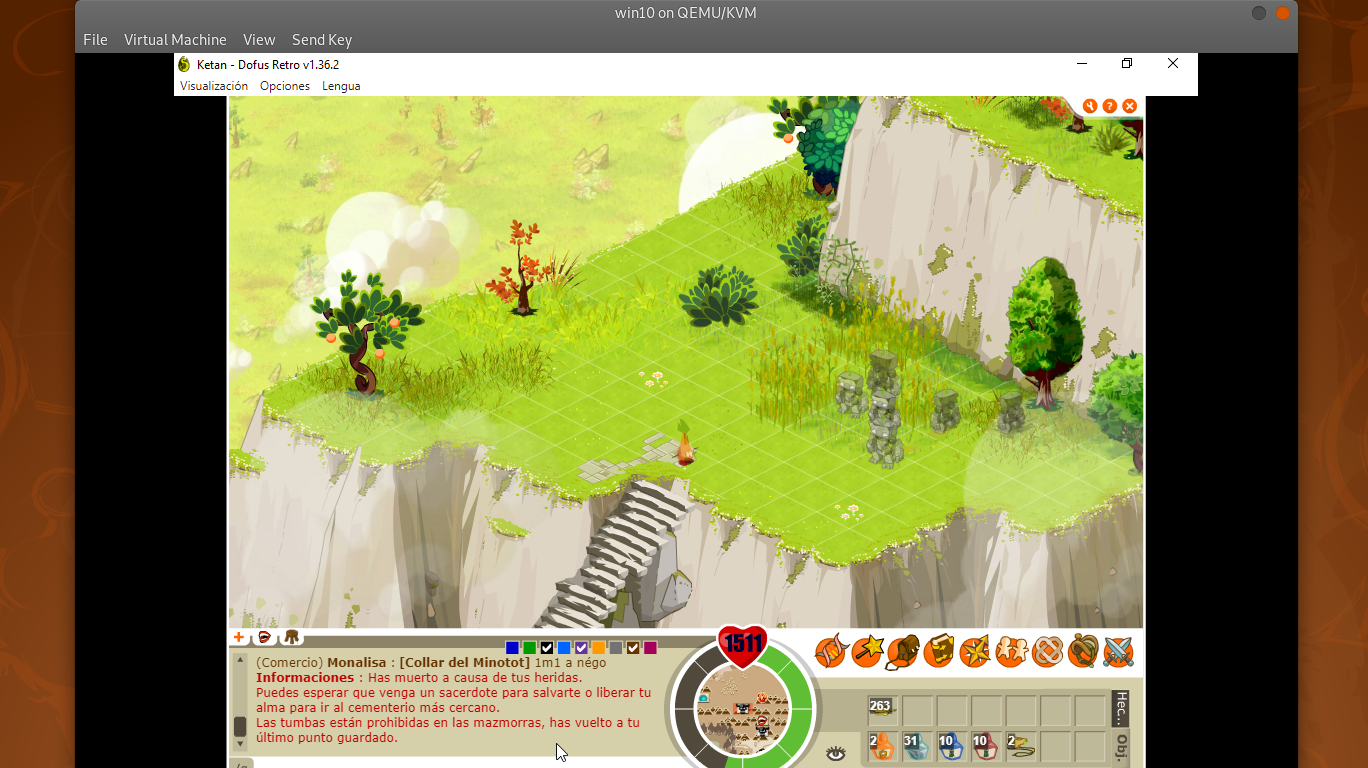 win10 on QEMU/KVM
File Virtual Machine View Send Key
Ketan - Dofus Retro v1.36.2
Visualización Opciones Lengua
?
1511
(Comercio) Monalisa : [Collar del Minotot] 1m1 a négo
Informaciones : Has muerto a causa de tus heridas.
Puedes esperar que venga un sacerdote para salvarte o liberar tu
alma para ir al cementerio más cercano.
Las tumbas están prohibidas en las mazmorras, has vuelto a tu
último punto guardado.
263
Hec...
2 31 10 10 2
Obj.